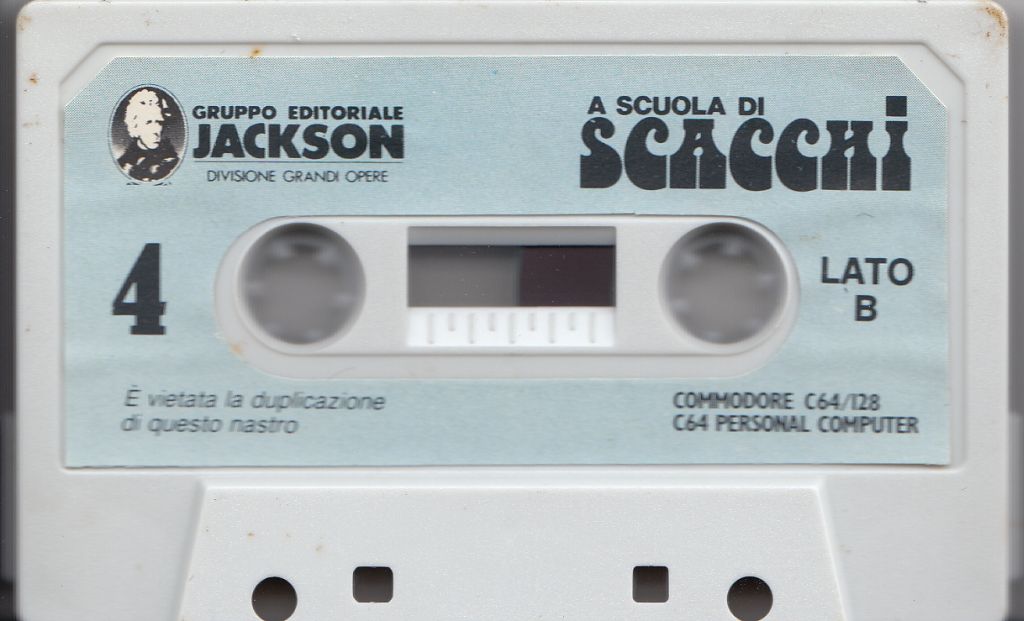 GRUPPO EDITORIALE
JACKSON
DIVISIONE GRANDI OPERE
A SCUOLA DI
SCACCHi
4
LATO
B
È vietata la duplicazione
di questo nastro
COMMODORE C64/128
C64 PERSONAL COMPUTER